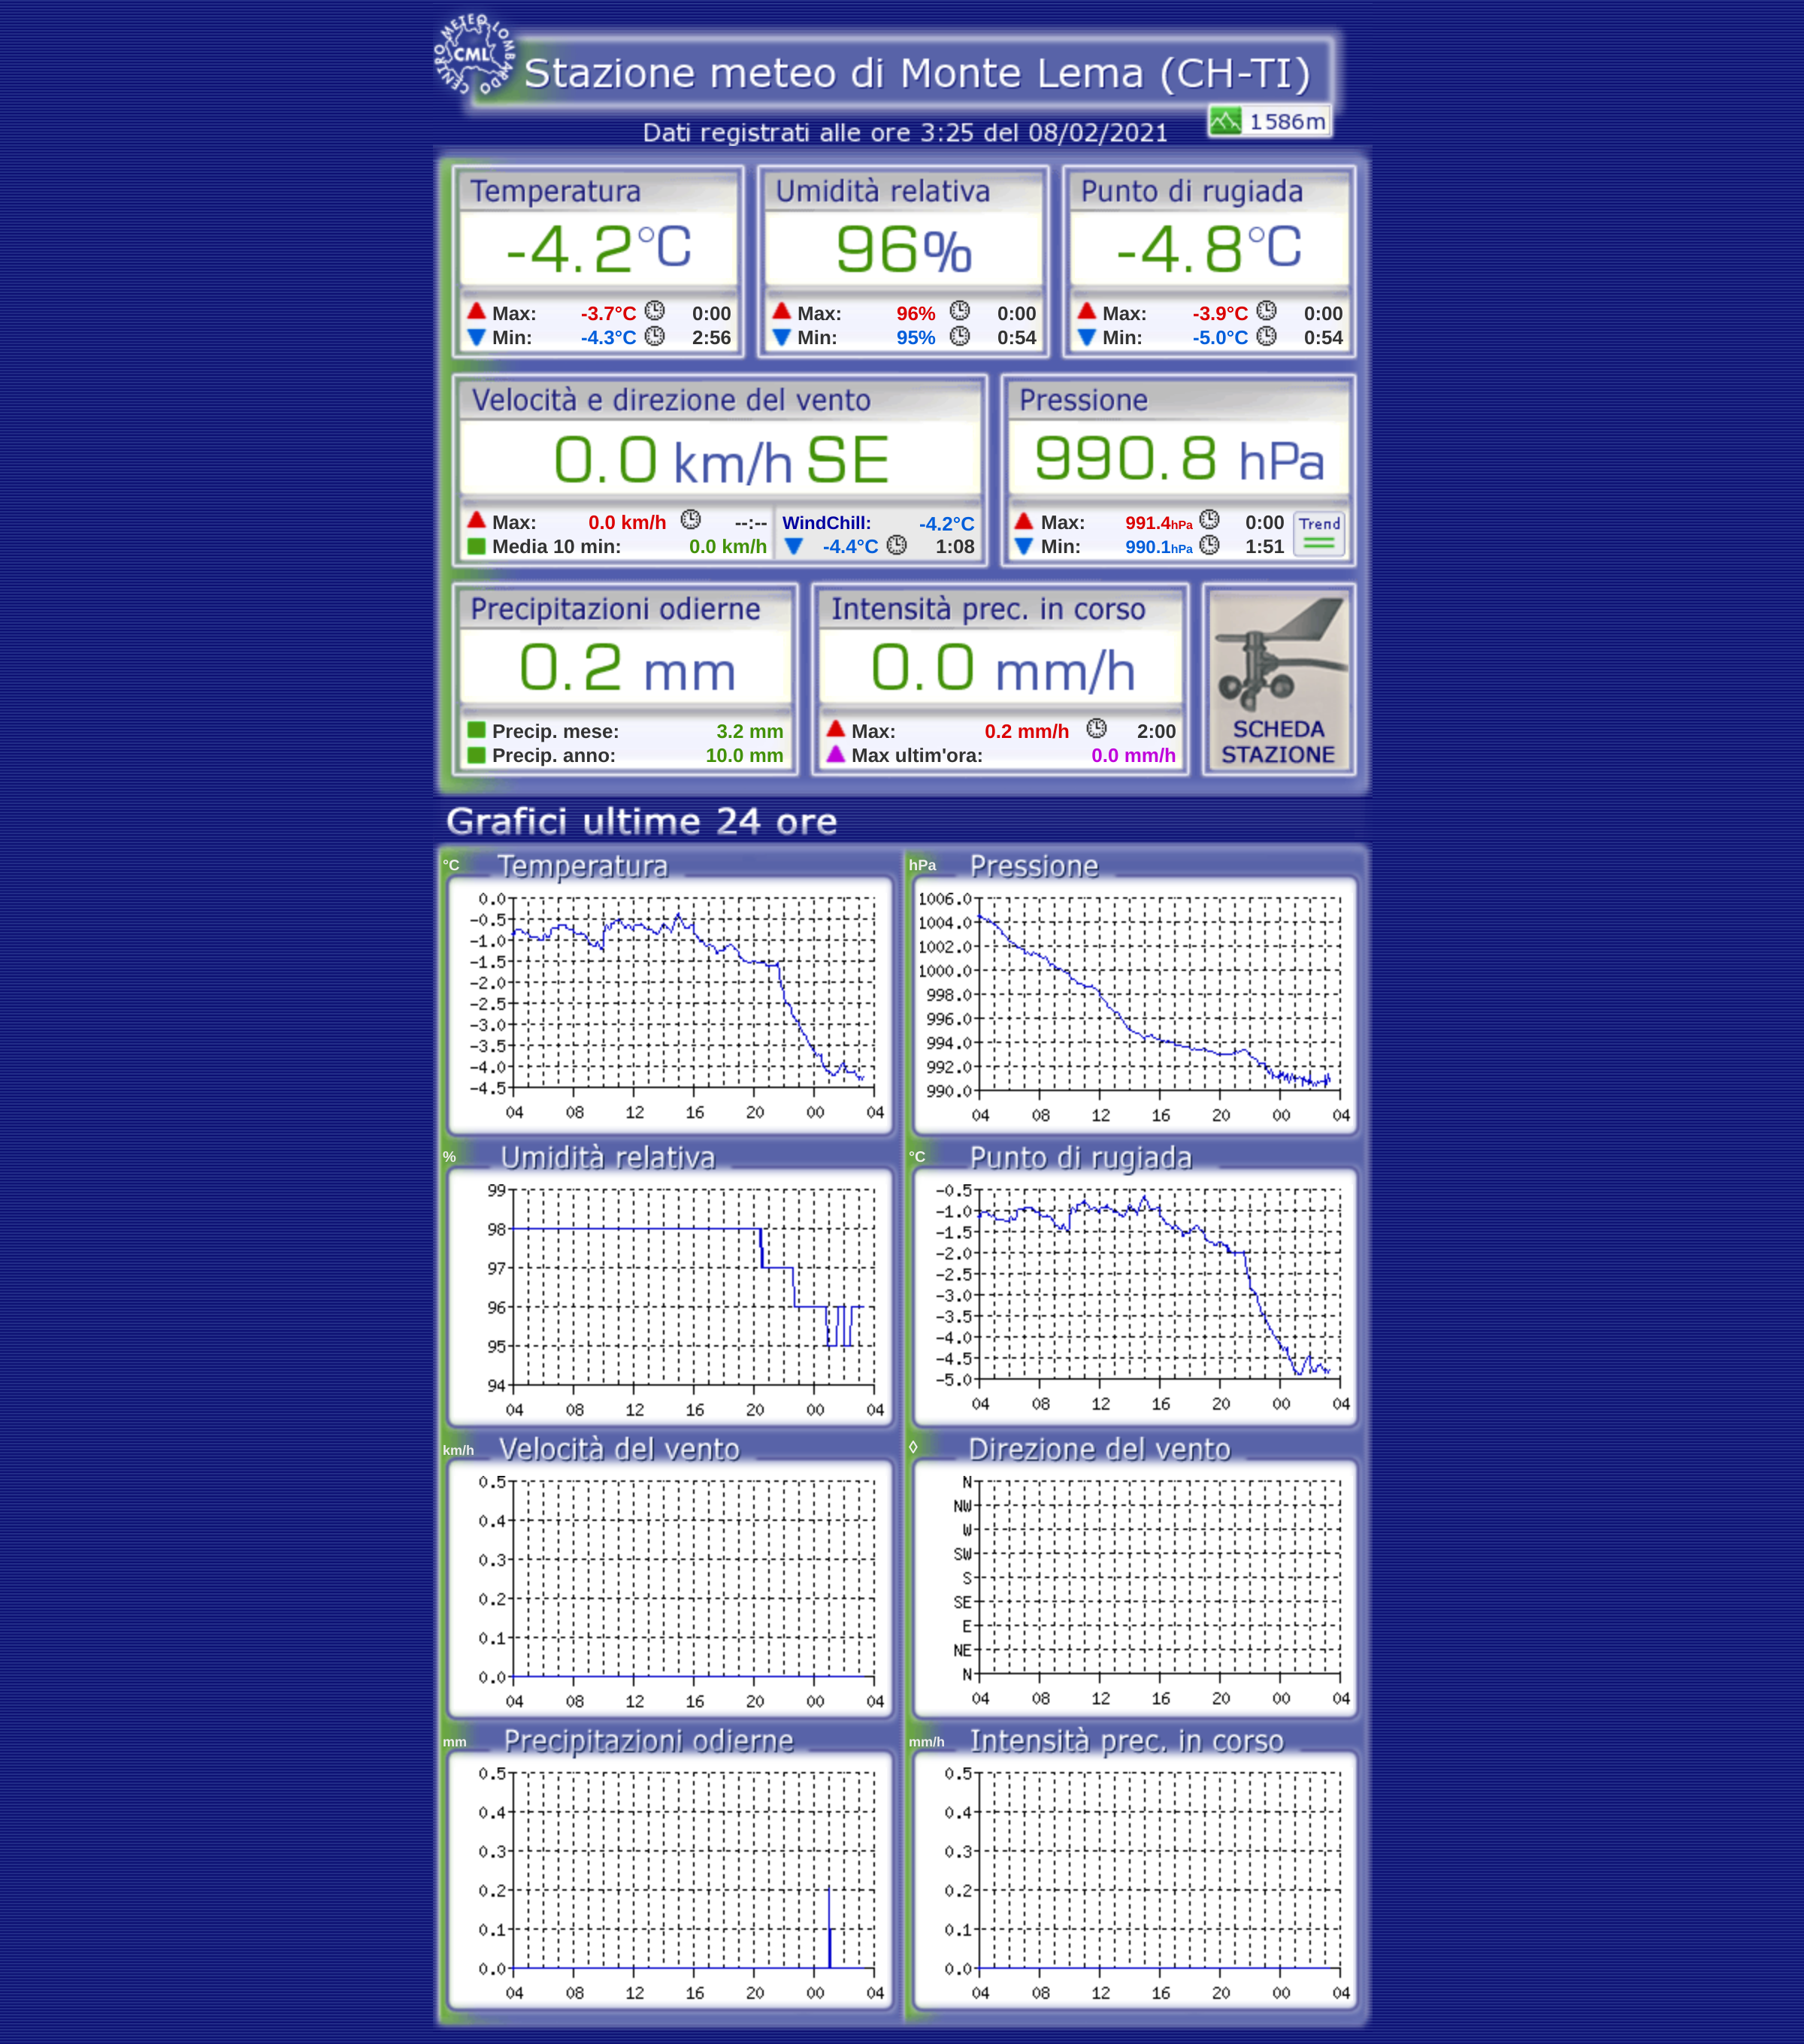 CENTRO METEO LOMBARDO
CML
Stazione meteo di Monte Lema (CH-TI)
1586m
Dati registrati alle ore 3:25 del 08/02/2021
Temperatura
-4.2°C
Max: -3.7°C 0:00
Min: -4.3°C 2:56
Umidità relativa
96%
Max: 96% 0:00
Min: 95% 0:54
Punto di rugiada
-4.8°C
Max: -3.9°C 0:00
Min: -5.0°C 0:54
Velocità e direzione del vento
0.0 km/h SE
Max: 0.0 km/h --:--
Media 10 min: 0.0 km/h
WindChill: -4.2°C
-4.4°C 1:08
Pressione
990.8 hPa
Max: 991.4hPa 0:00
Min: 990.1hPa 1:51
Trend
Precipitazioni odierne
0.2 mm
Precip. mese: 3.2 mm
Precip. anno: 10.0 mm
Intensità prec. in corso
0.0 mm/h
Max: 0.2 mm/h 2:00
Max ultim'ora: 0.0 mm/h
SCHEDA
STAZIONE
Grafici ultime 24 ore
°C Temperatura
0.0
-0.5
-1.0
-1.5
-2.0
-2.5
-3.0
-3.5
-4.0
-4.5
04 08 12 16 20 00 04
hPa Pressione
1006.0
1004.0
1002.0
1000.0
998.0
996.0
994.0
992.0
990.0
04 08 12 16 20 00 04
% Umidità relativa
99
98
97
96
95
94
04 08 12 16 20 00 04
°C Punto di rugiada
-0.5
-1.0
-1.5
-2.0
-2.5
-3.0
-3.5
-4.0
-4.5
-5.0
04 08 12 16 20 00 04
km/h Velocità del vento
0.5
0.4
0.3
0.2
0.1
0.0
04 08 12 16 20 00 04
◊ Direzione del vento
N
NW
W
SW
S
SE
E
NE
N
04 08 12 16 20 00 04
mm Precipitazioni odierne
0.5
0.4
0.3
0.2
0.1
0.0
04 08 12 16 20 00 04
mm/h Intensità prec. in corso
0.5
0.4
0.3
0.2
0.1
0.0
04 08 12 16 20 00 04